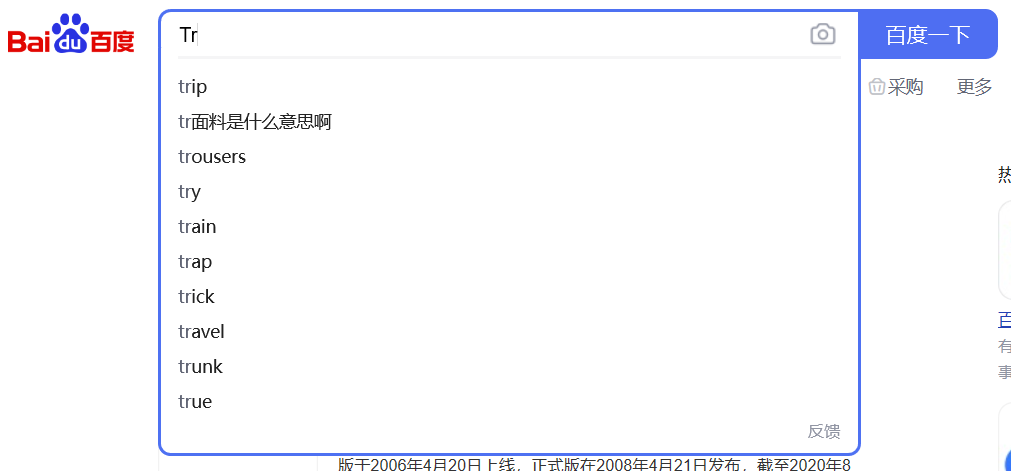 Bai du 百度
Tr
百度一下
trip
采购
更多
tr面料是什么意思啊
trousers
热
try
train
trap
trick
百
travel
有
trunk
事
true
反馈
版于2006年4月20日上线，正式版在2008年4月21日发布，截至2020年8